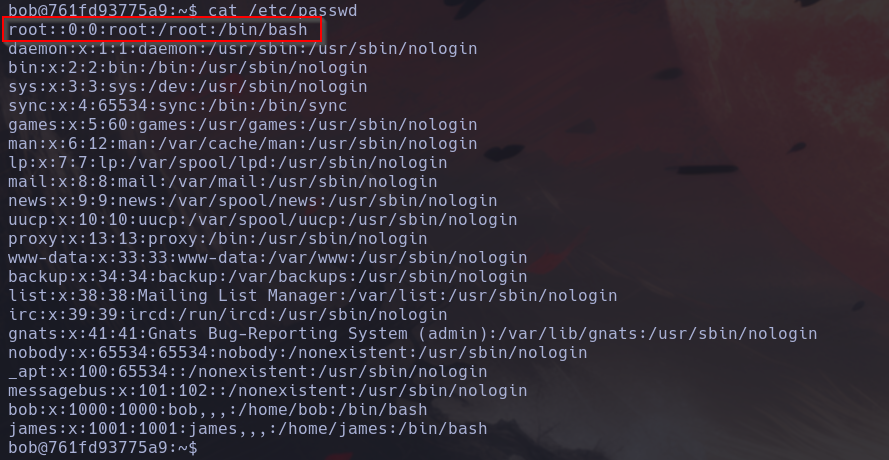 bob@761fd93775a9:~$ cat /etc/passwd
root::0:0:root:/root:/bin/bash
daemon:x:1:1:daemon:/usr/sbin:/usr/sbin/nologin
bin:x:2:2:bin:/bin:/usr/sbin/nologin
sys:x:3:3:sys:/dev:/usr/sbin/nologin
sync:x:4:65534:sync:/bin:/bin/sync
games:x:5:60:games:/usr/games:/usr/sbin/nologin
man:x:6:12:man:/var/cache/man:/usr/sbin/nologin
lp:x:7:7:lp:/var/spool/lpd:/usr/sbin/nologin
mail:x:8:8:mail:/var/mail:/usr/sbin/nologin
news:x:9:9:news:/var/spool/news:/usr/sbin/nologin
uucp:x:10:10:uucp:/var/spool/uucp:/usr/sbin/nologin
proxy:x:13:13:proxy:/bin:/usr/sbin/nologin
www-data:x:33:33:www-data:/var/www:/usr/sbin/nologin
backup:x:34:34:backup:/var/backups:/usr/sbin/nologin
list:x:38:38:Mailing List Manager:/var/list:/usr/sbin/nologin
irc:x:39:39:ircd:/run/ircd:/usr/sbin/nologin
gnats:x:41:41:Gnats Bug-Reporting System (admin):/var/lib/gnats:/usr/sbin/nologin
nobody:x:65534:65534:nobody:/nonexistent:/usr/sbin/nologin
_apt:x:100:65534::/nonexistent:/usr/sbin/nologin
messagebus:x:101:102::/nonexistent:/usr/sbin/nologin
bob:x:1000:1000:bob,,,:/home/bob:/bin/bash
james:x:1001:1001:james,,,:/home/james:/bin/bash
bob@761fd93775a9:~$